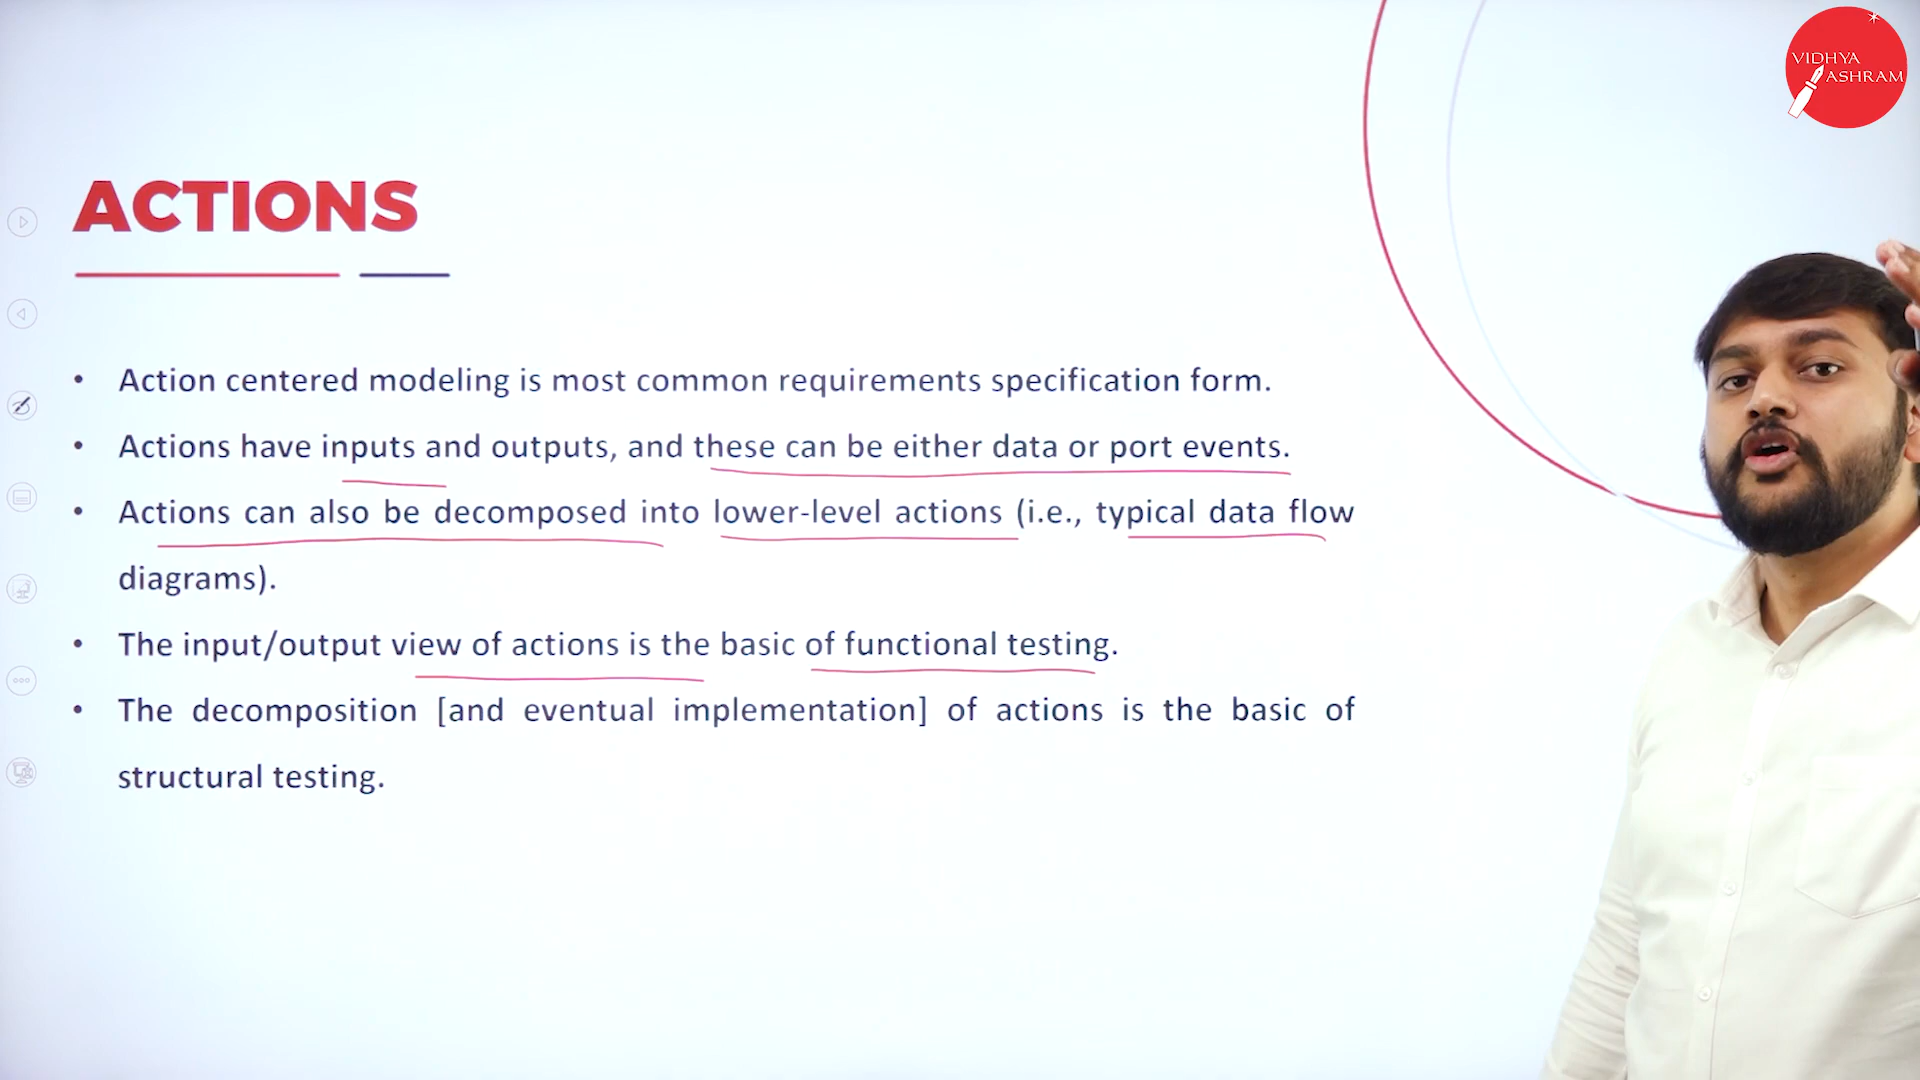 VIDHYA
ASHRAM
ACTIONS
• Action centered modeling is most common requirements specification form.
• Actions have inputs and outputs, and these can be either data or port events.
• Actions can also be decomposed into lower-level actions (i.e., typical data flow
diagrams).
• The input/output view of actions is the basic of functional testing.
• The decomposition [and eventual implementation] of actions is the basic of
structural testing.